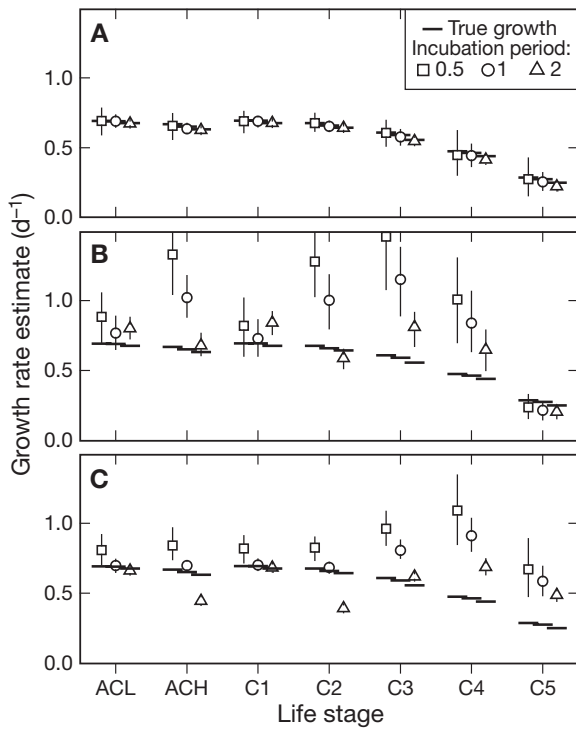 A
True growth
Incubation period:
0.5 1 2
1.0
0.5
0.0
B
1.0
0.5
0.0
C
1.0
0.5
0.0
Growth rate estimate (d⁻¹)
ACL ACH C1 C2 C3 C4 C5
Life stage